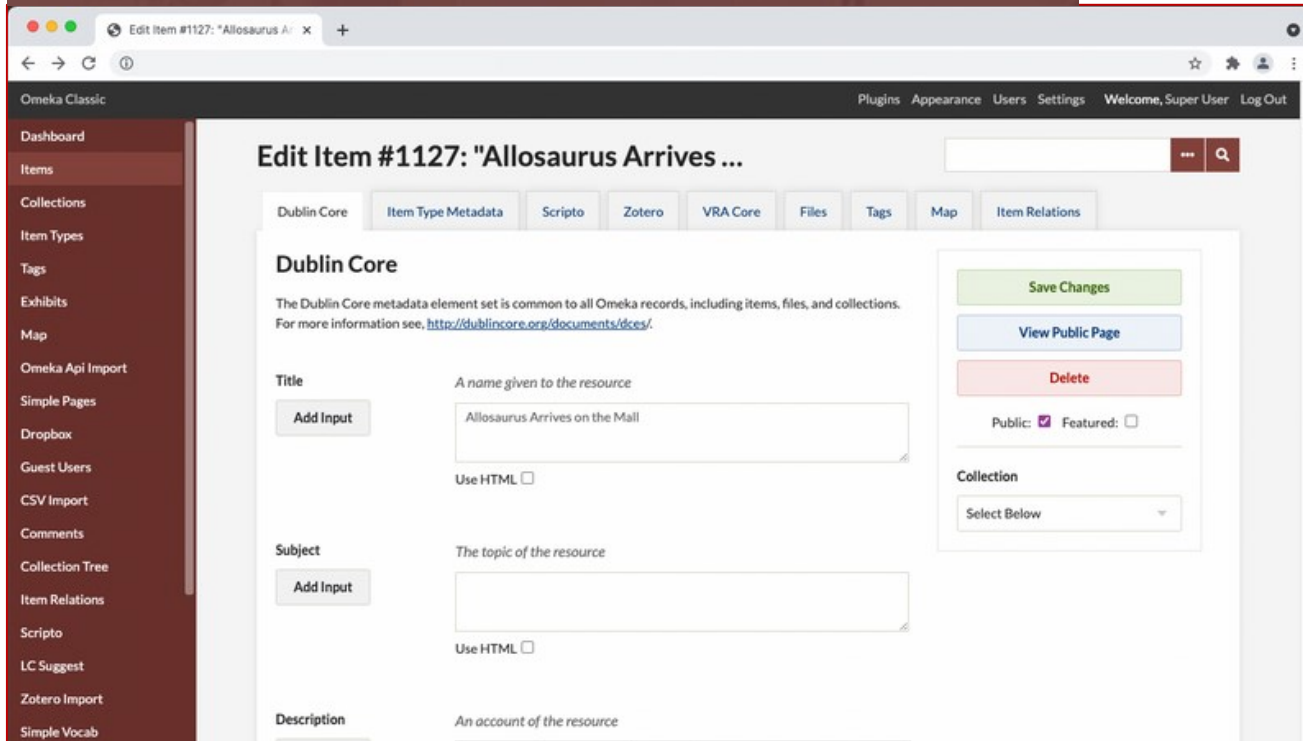 Edit Item #1127: "Allosaurus Ar
Omeka Classic
Plugins Appearance Users Settings Welcome, Super User Log Out
Dashboard
Items
Collections
Item Types
Tags
Exhibits
Map
Omeka Api Import
Simple Pages
Dropbox
Guest Users
CSV Import
Comments
Collection Tree
Item Relations
Scripto
LC Suggest
Zotero Import
Simple Vocab
Edit Item #1127: "Allosaurus Arrives ...
Dublin Core Item Type Metadata Scripto Zotero VRA Core Files Tags Map Item Relations
Dublin Core
The Dublin Core metadata element set is common to all Omeka records, including items, files, and collections.
For more information see, http://dublincore.org/documents/dces/.
Title
A name given to the resource
Add Input
Allosaurus Arrives on the Mall
Use HTML
Subject
The topic of the resource
Add Input
Use HTML
Description
An account of the resource
Save Changes
View Public Page
Delete
Public: Featured:
Collection
Select Below